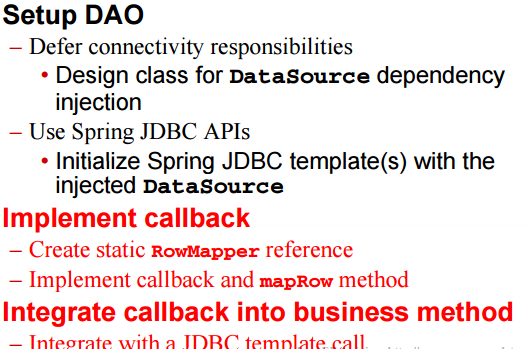 Setup DAO
– Defer connectivity responsibilities
• Design class for DataSource dependency
injection
– Use Spring JDBC APIs
• Initialize Spring JDBC template(s) with the
injected DataSource
Implement callback
– Create static RowMapper reference
– Implement callback and mapRow method
Integrate callback into business method
– Integrate with a JDBC template call